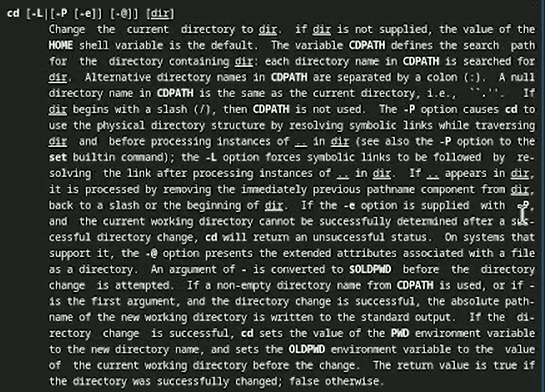 cd [-L|[-P [-e]] [-@]] [dir]
Change the current directory to dir. if dir is not supplied, the value of the
HOME shell variable is the default. The variable CDPATH defines the search path
for the directory containing dir: each directory name in CDPATH is searched for
dir. Alternative directory names in CDPATH are separated by a colon (:). A null
directory name in CDPATH is the same as the current directory, i.e., ``.''. If
dir begins with a slash (/), then CDPATH is not used. The -P option causes cd to
use the physical directory structure by resolving symbolic links while traversing
dir and before processing instances of .. in dir (see also the -P option to the
set builtin command); the -L option forces symbolic links to be followed by re-
solving the link after processing instances of .. in dir. If .. appears in dir,
it is processed by removing the immediately previous pathname component from dir,
back to a slash or the beginning of dir. If the -e option is supplied with -P,
and the current working directory cannot be successfully determined after a suc-
cessful directory change, cd will return an unsuccessful status. On systems that
support it, the -@ option presents the extended attributes associated with a file
as a directory. An argument of - is converted to $OLDPWD before the directory
change is attempted. If a non-empty directory name from CDPATH is used, or if -
is the first argument, and the directory change is successful, the absolute path-
name of the new working directory is written to the standard output. If the di-
rectory change is successful, cd sets the value of the PWD environment variable
to the new directory name, and sets the OLDPWD environment variable to the value
of the current working directory before the change. The return value is true if
the directory was successfully changed; false otherwise.